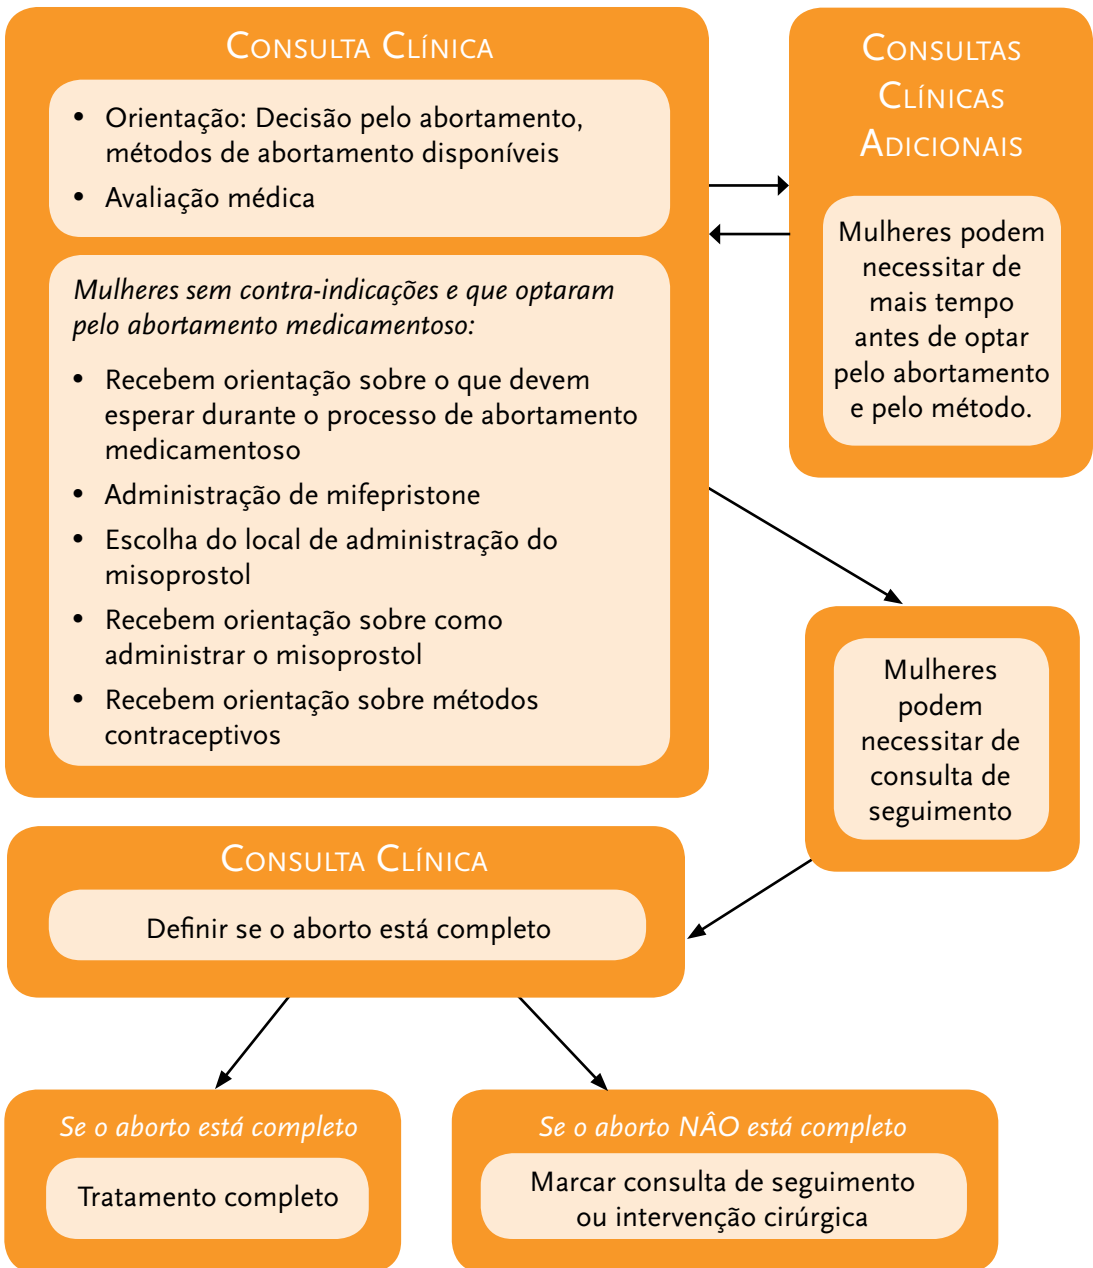 Consulta Clínica
• Orientação: Decisão pelo abortamento,
métodos de abortamento disponíveis
• Avaliação médica
Mulheres sem contra-indicações e que optaram
pelo abortamento medicamentoso:
• Recebem orientação sobre o que devem
esperar durante o processo de abortamento
medicamentoso
• Administração de mifepristone
• Escolha do local de administração do
misoprostol
• Recebem orientação sobre como
administrar o misoprostol
• Recebem orientação sobre métodos
contraceptivos
Consultas
Clínicas
Adicionais
Mulheres podem
necessitar de
mais tempo
antes de optar
pelo abortamento
e pelo método.
Mulheres
podem
necessitar de
consulta de
seguimento
Consulta Clínica
Definir se o aborto está completo
Se o aborto está completo
Tratamento completo
Se o aborto NÂO está completo
Marcar consulta de seguimento
ou intervenção cirúrgica